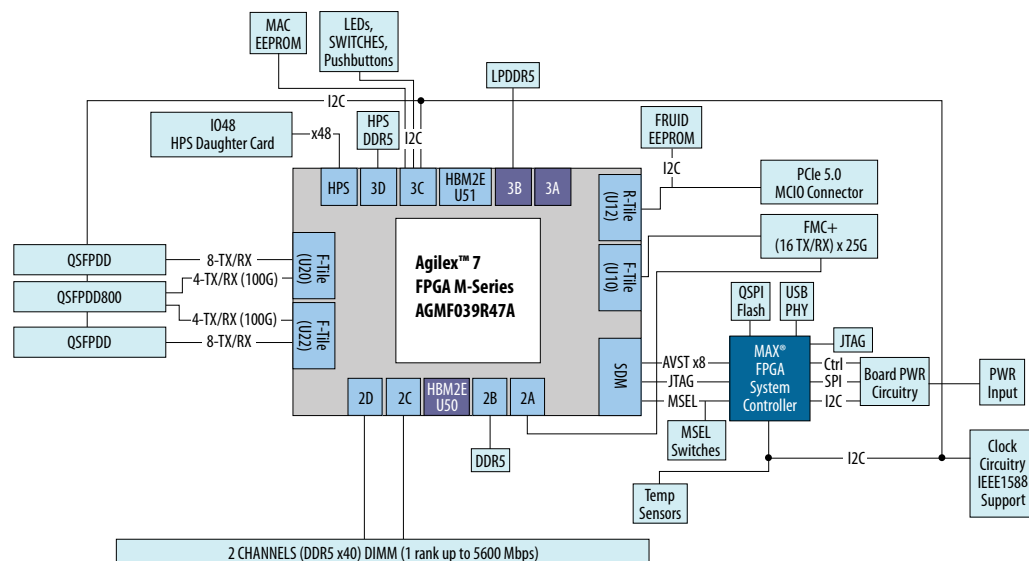 MAC
EEPROM
LEDs,
SWITCHES,
Pushbuttons
LPDDR5
I2C
IO48
HPS Daughter Card
x48
HPS
DDR5
I2C
FRUID
EEPROM
I2C
PCIe 5.0
MCIO Connector
HPS
3D
3C
HBM2E
U51
3B
3A
R-Tile
(U12)
FMC+
(16 TX/RX) x 25G
QSFPDD
8-TX/RX
4-TX/RX (100G)
F-Tile
(U20)
QSFPDD800
4-TX/RX (100G)
F-Tile
(U22)
QSFPDD
8-TX/RX
Agilex™ 7
FPGA M-Series
AGMF039R47A
F-Tile
(U10)
QSPI
Flash
USB
PHY
JTAG
SDM
AVST x8
JTAG
MSEL
MAX®
FPGA
System
Controller
Ctrl
SPI
I2C
Board PWR
Circuitry
PWR
Input
2D
2C
HBM2E
U50
2B
2A
MSEL
Switches
DDR5
I2C
Clock
Circuitry
IEEE1588
Support
Temp
Sensors
2 CHANNELS (DDR5 x40) DIMM (1 rank up to 5600 Mbps)